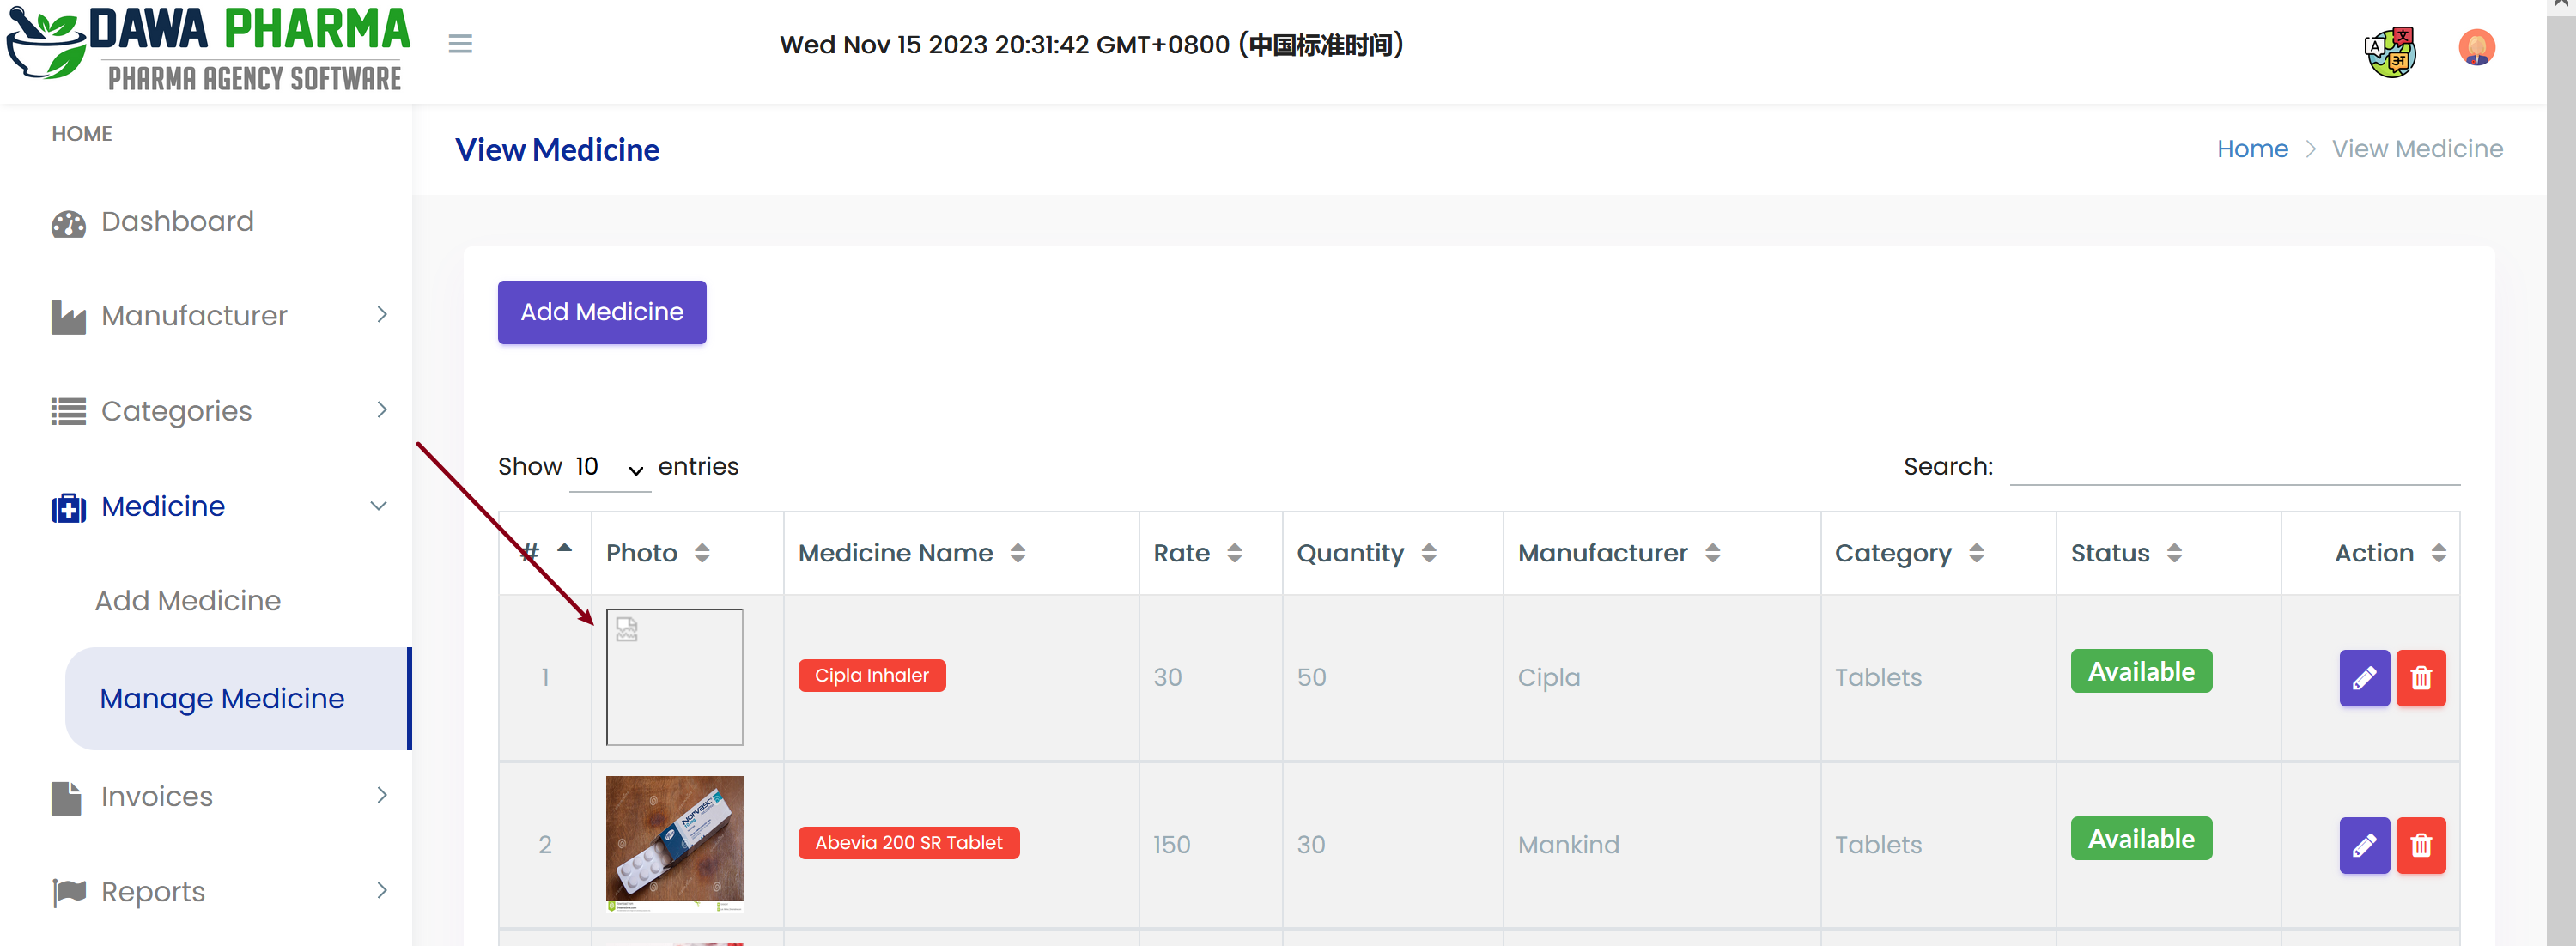 DAWA PHARMA
PHARMA AGENCY SOFTWARE
Wed Nov 15 2023 20:31:42 GMT+0800 (中国标准时间)
HOME
Dashboard
Manufacturer
Categories
Medicine
Add Medicine
Manage Medicine
Invoices
Reports
View Medicine
Home > View Medicine
Add Medicine
Show 10 entries
Search:
# Photo Medicine Name Rate Quantity Manufacturer Category Status Action
1 Cipla Inhaler 30 50 Cipla Tablets Available
2 Abevia 200 SR Tablet 150 30 Mankind Tablets Available
Norvasc